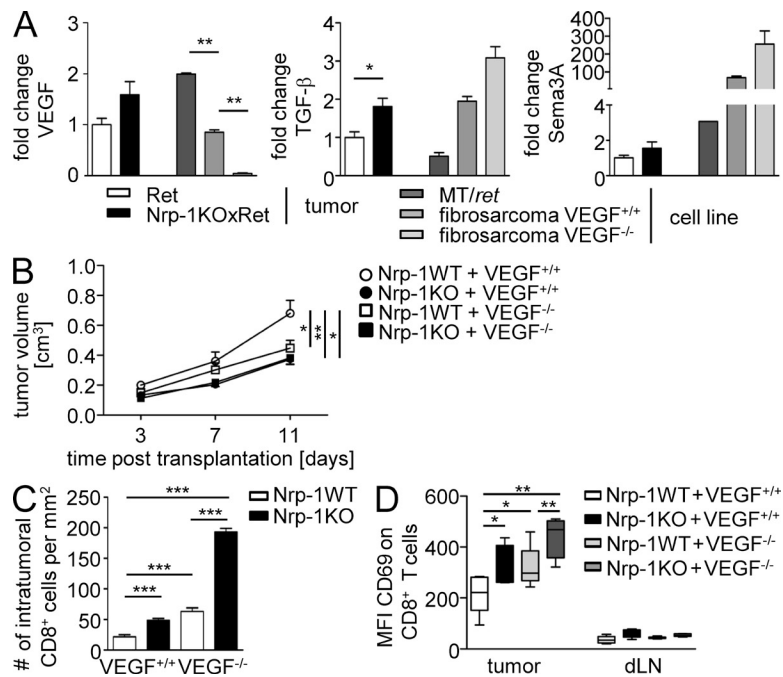 A
fold change
VEGF
3
2
1
0
**
**
fold change
TGF-β
4
3
2
1
0
*
fold change
Sema3A
400
300
200
100
4
2
0
Ret
Nrp-1KOxRet
tumor
MT/ret
fibrosarcoma VEGF+/+
fibrosarcoma VEGF-/-
cell line
B
tumor volume
[cm³]
1.0
0.8
0.6
0.4
0.2
0.0
3 7 11
time post transplantation [days]
*
**
*
Nrp-1WT + VEGF+/+
Nrp-1KO + VEGF+/+
Nrp-1WT + VEGF-/-
Nrp-1KO + VEGF-/-
C
# of intratumoral
CD8+ cells per mm²
250
200
150
100
50
0
***
***
***
***
Nrp-1WT
Nrp-1KO
VEGF+/+ VEGF-/-
D
MFI CD69 on
CD8+ T cells
600
400
200
0
**
*
**
*
tumor dLN
Nrp-1WT+VEGF+/+
Nrp-1KO+VEGF+/+
Nrp-1WT+VEGF-/-
Nrp-1KO+VEGF-/-